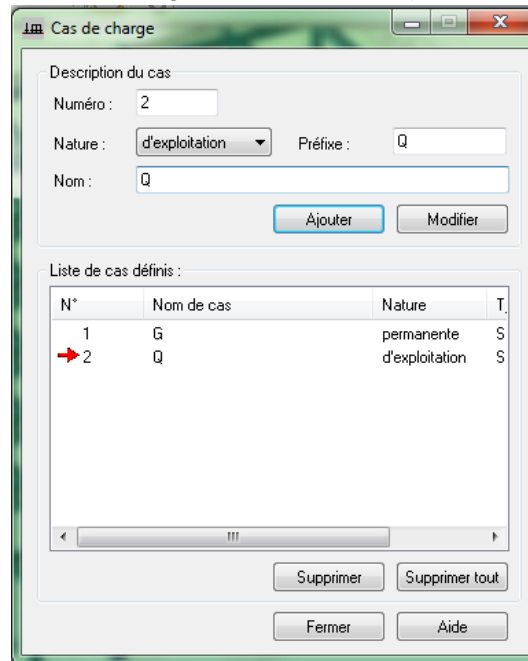 Cas de charge
Description du cas
Numéro : 2
Nature : d'exploitation Préfixe : Q
Nom : Q
Ajouter Modifier
Liste de cas définis :
N° Nom de cas Nature T
1 G permanente S
2 Q d'exploitation S
Supprimer Supprimer tout
Fermer Aide